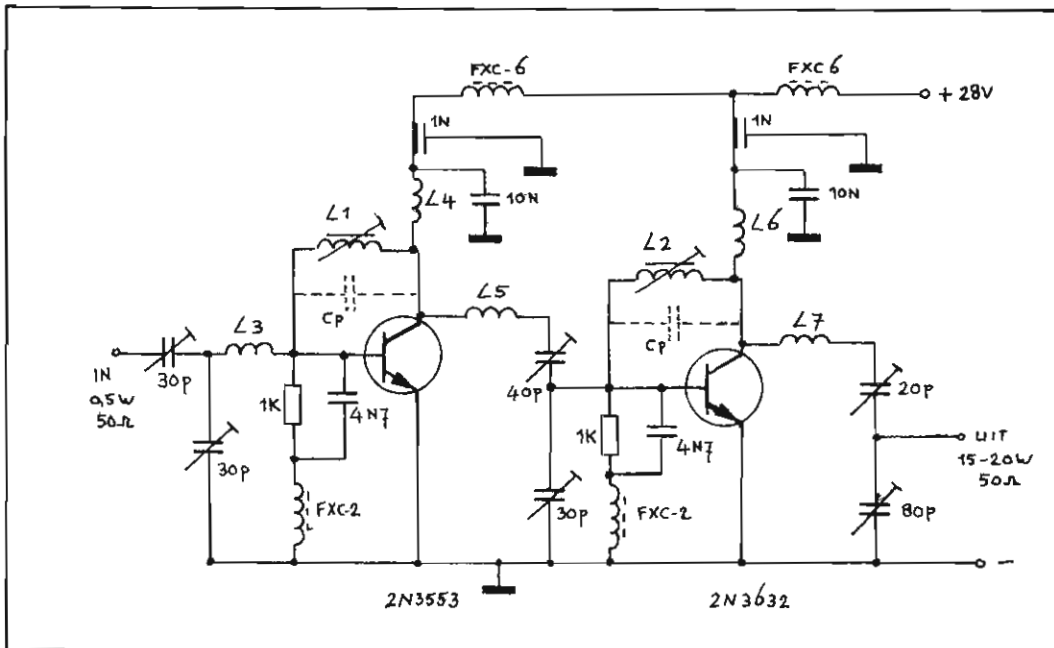 FXC-6
FXC 6
+ 28V
1N
1N
L4
10N
10N
L1
L6
L2
Cp
L5
Cp
L7
L3
IN
0,5W
50Ω
30p
1K
4N7
40p
20p
1K
4N7
UIT
15-20W
50Ω
30p
FXC-2
30p
FXC-2
80p
-
2N3553
2N3632